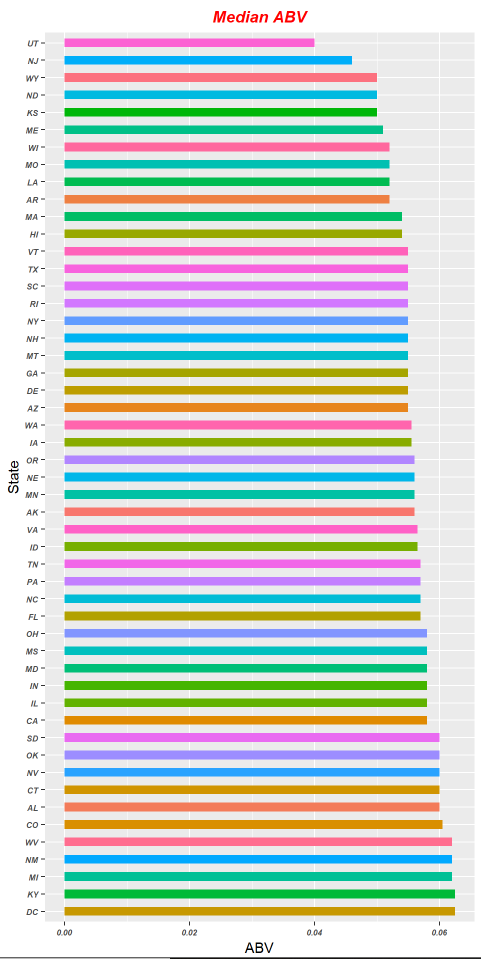 Median ABV
State
UT
NJ
WY
ND
KS
ME
WI
MO
LA
AR
MA
HI
VT
TX
SC
RI
NY
NH
MT
GA
DE
AZ
WA
IA
OR
NE
MN
AK
VA
ID
TN
PA
NC
FL
OH
MS
MD
IN
IL
CA
SD
OK
NV
CT
AL
CO
WV
NM
MI
KY
DC
0.00 0.02 0.04 0.06
ABV